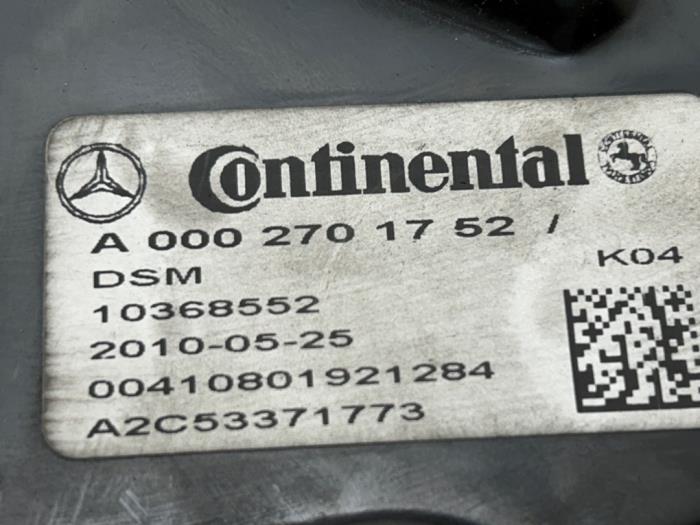 Continental
A 000 270 17 52 /
K04
DSM
10368552
2010-05-25
00410801921284
A2C53371773